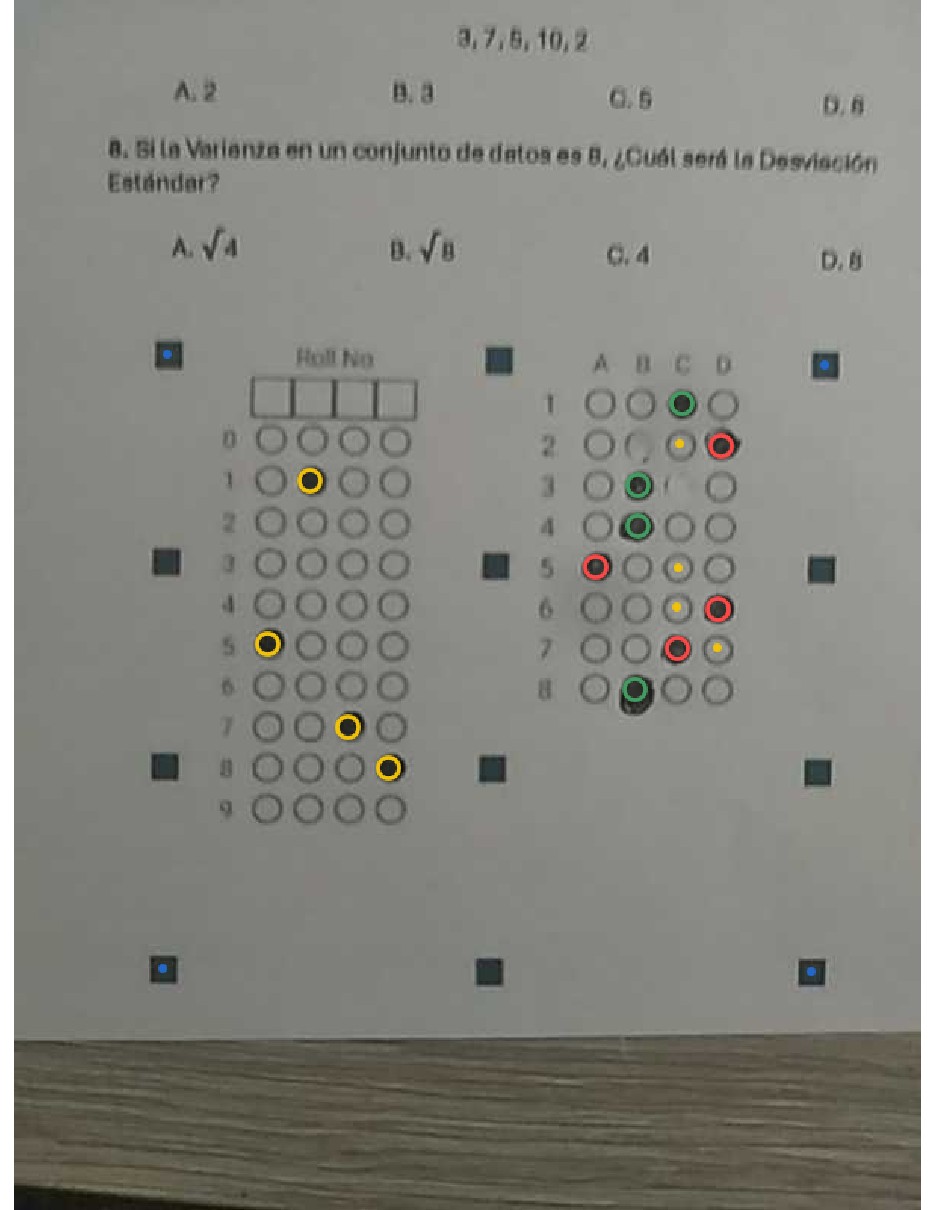 3, 7, 5, 10, 2
A. 2 B. 3 C. 5 D. 6
8. Si la Varianza en un conjunto de datos es 8, ¿Cuál será la Desviación
Estándar?
A. √4 B. √8 C. 4 D. 8
Roll No
A B C D
0
1
2
3
4
5
6
7
8
9
1
2
3
4
5
6
7
8